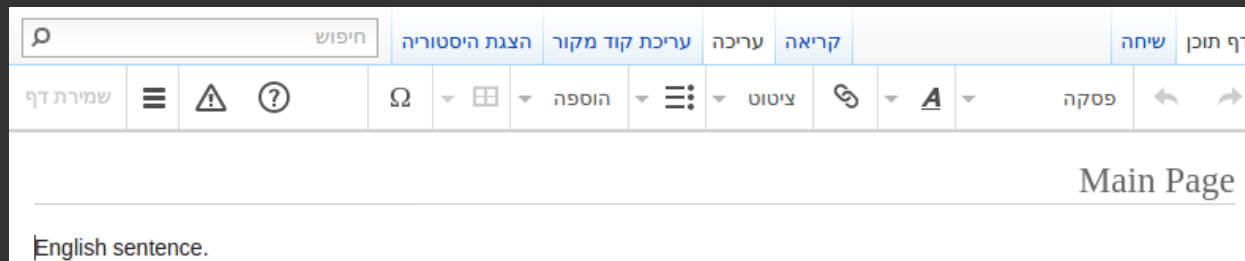 דף תוכן שיחה קריאה עריכה עריכת קוד מקור הצגת היסטוריה חיפוש
פסקה A ציטוט הוספה Ω ? שמירת דף
Main Page
English sentence.